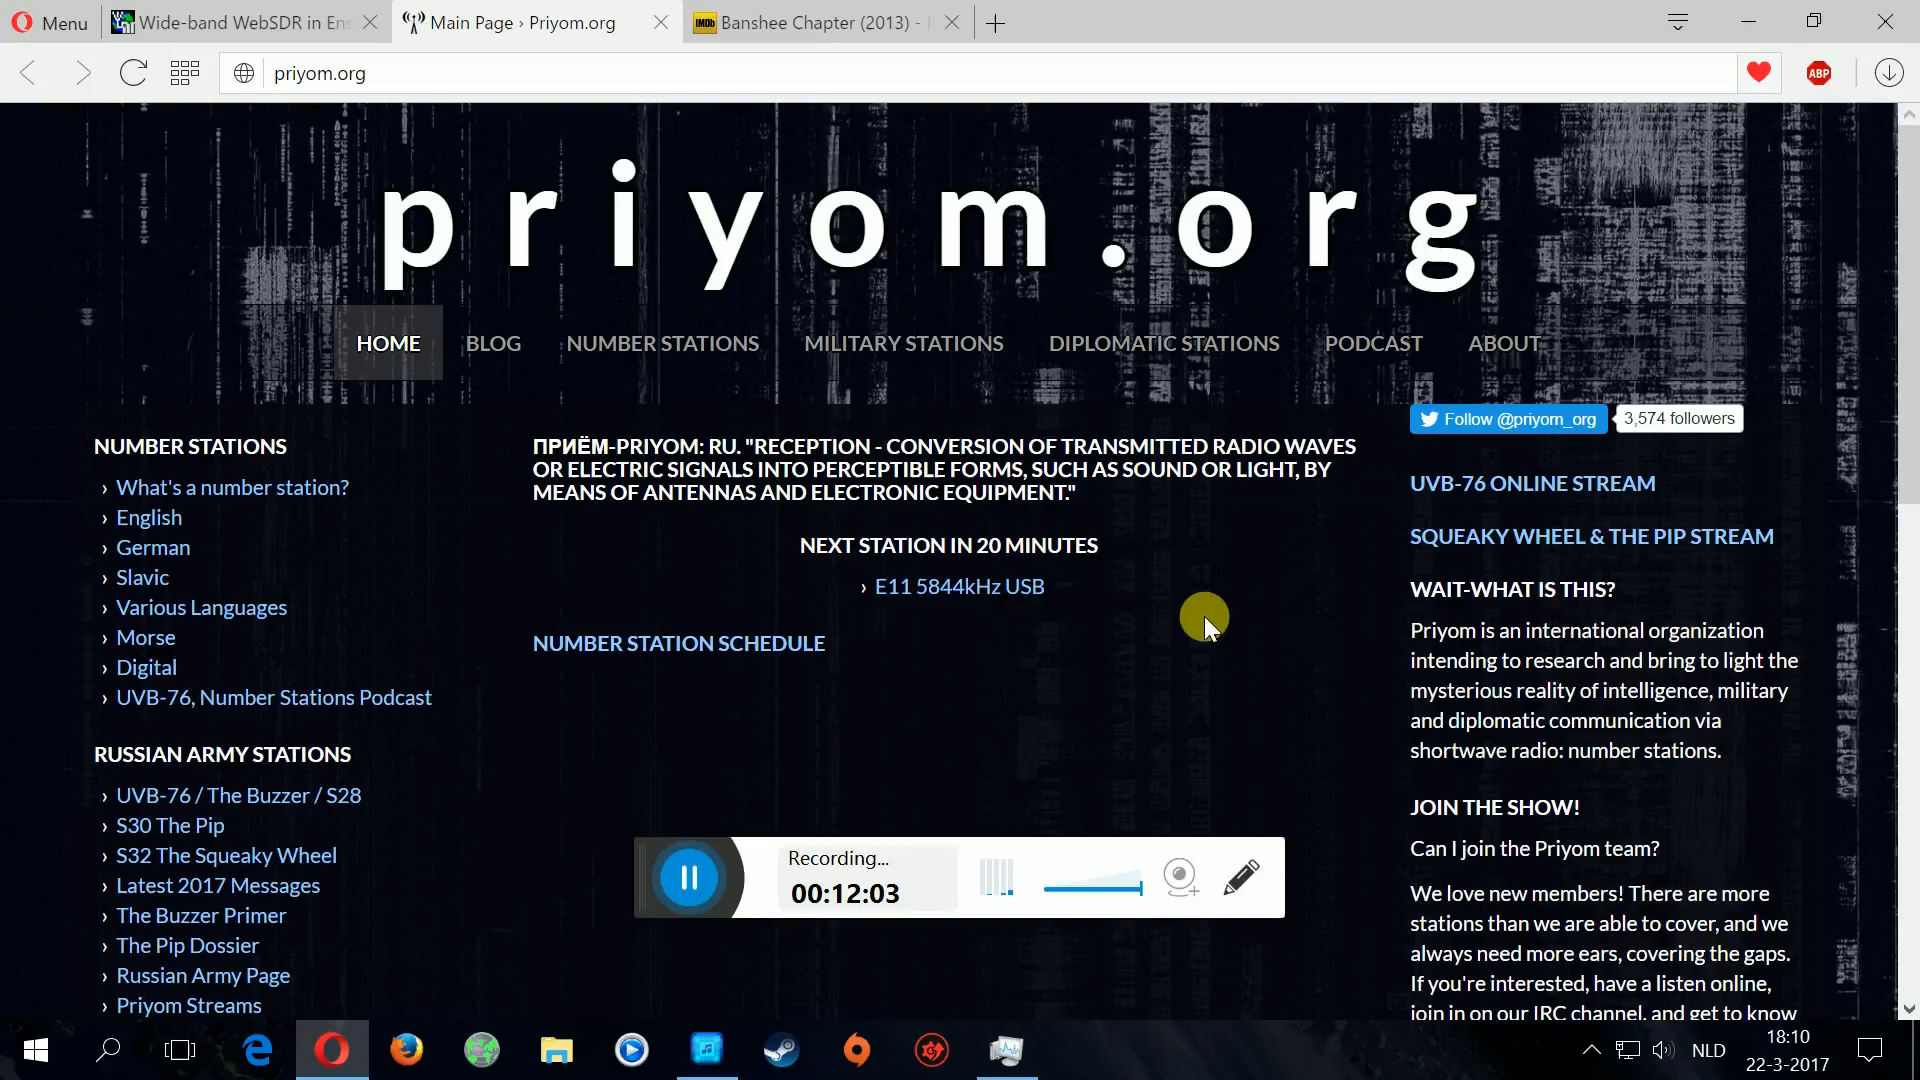 Menu
Wide-band WebSDR in Ens
Main Page › Priyom.org
IMDb
Banshee Chapter (2013) - I
priyom.org
ABP
priyom.org
HOME
BLOG
NUMBER STATIONS
MILITARY STATIONS
DIPLOMATIC STATIONS
PODCAST
ABOUT
NUMBER STATIONS
› What's a number station?
› English
› German
› Slavic
› Various Languages
› Morse
› Digital
› UVB-76, Number Stations Podcast
RUSSIAN ARMY STATIONS
› UVB-76 / The Buzzer / S28
› S30 The Pip
› S32 The Squeaky Wheel
› Latest 2017 Messages
› The Buzzer Primer
› The Pip Dossier
› Russian Army Page
› Priyom Streams
ПРИЁМ-PRIYOM: RU. "RECEPTION - CONVERSION OF TRANSMITTED RADIO WAVES
OR ELECTRIC SIGNALS INTO PERCEPTIBLE FORMS, SUCH AS SOUND OR LIGHT, BY
MEANS OF ANTENNAS AND ELECTRONIC EQUIPMENT."
NEXT STATION IN 20 MINUTES
› E11 5844kHz USB
NUMBER STATION SCHEDULE
Recording...
00:12:03
Follow @priyom_org
3,574 followers
UVB-76 ONLINE STREAM
SQUEAKY WHEEL & THE PIP STREAM
WAIT-WHAT IS THIS?
Priyom is an international organization
intending to research and bring to light the
mysterious reality of intelligence, military
and diplomatic communication via
shortwave radio: number stations.
JOIN THE SHOW!
Can I join the Priyom team?
We love new members! There are more
stations than we are able to cover, and we
always need more ears, covering the gaps.
If you're interested, have a listen online,
join in on our IRC channel, and get to know
NLD
18:10
22-3-2017